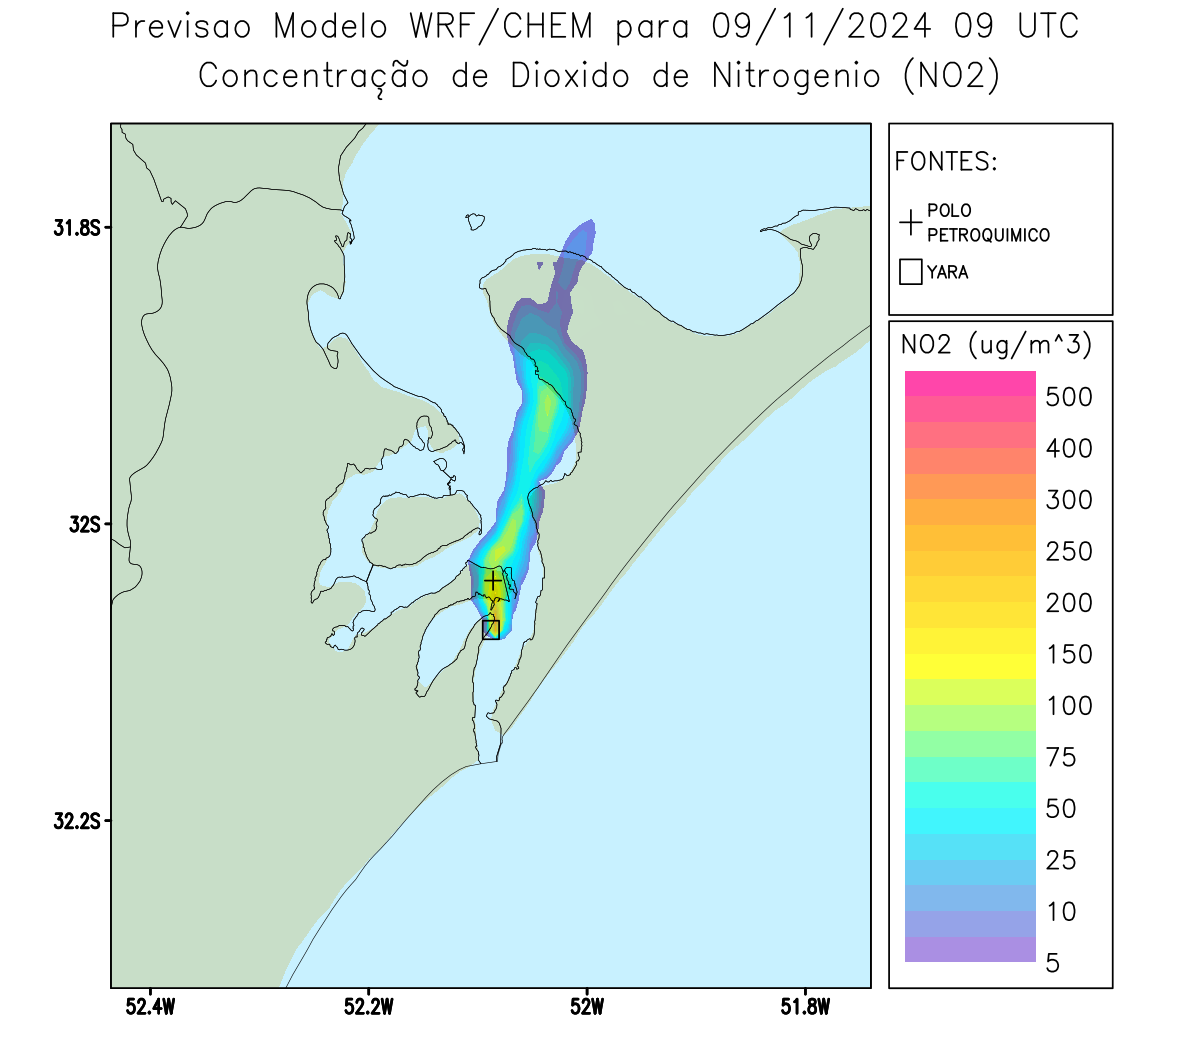 Previsao Modelo WRF/CHEM para 09/11/2024 09 UTC
Concentração de Dioxido de Nitrogenio (NO2)
FONTES:
POLO
PETROQUIMICO
YARA
NO2 (ug/m^3)
500
400
300
250
200
150
100
75
50
25
10
5
31.8S
32S
32.2S
52.4W
52.2W
52W
51.8W